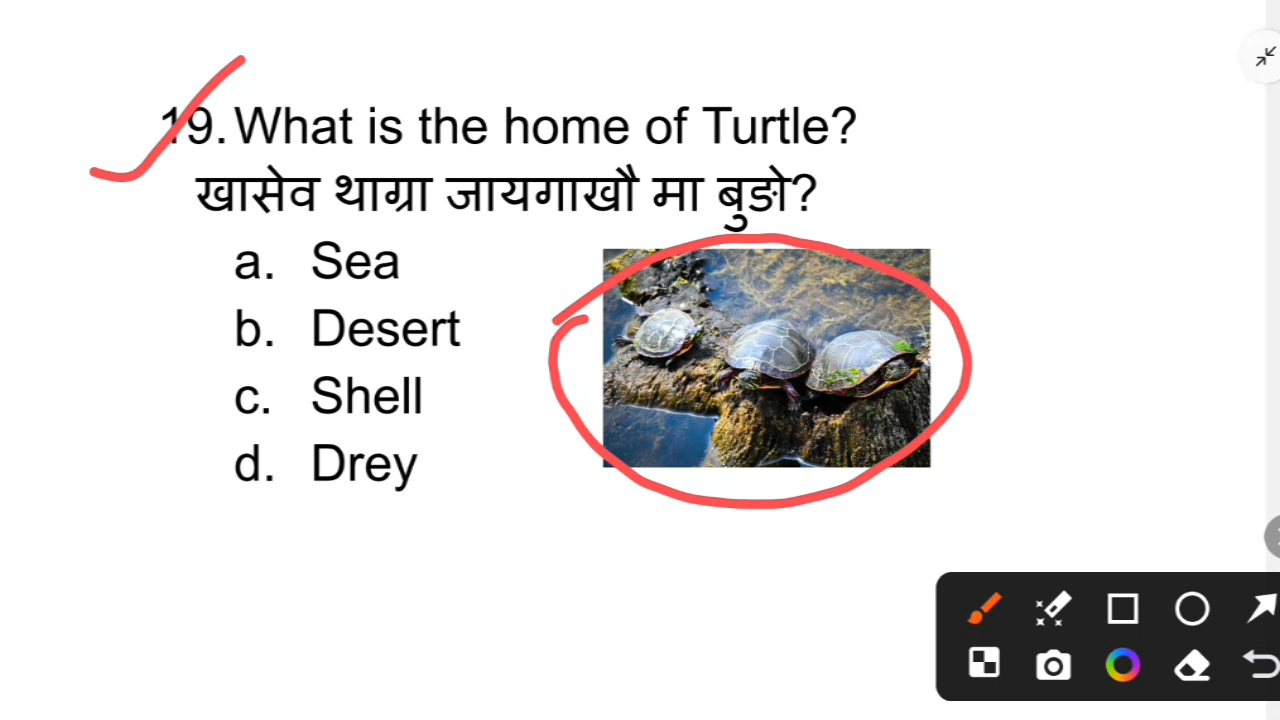 19. What is the home of Turtle?
खासेव थाग्रा जायगाखौ मा बुङो?
a. Sea
b. Desert
c. Shell
d. Drey